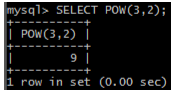 mysql> SELECT POW(3,2);
+----------+
| POW(3,2) |
+----------+
|        9 |
+----------+
1 row in set (0.00 sec)